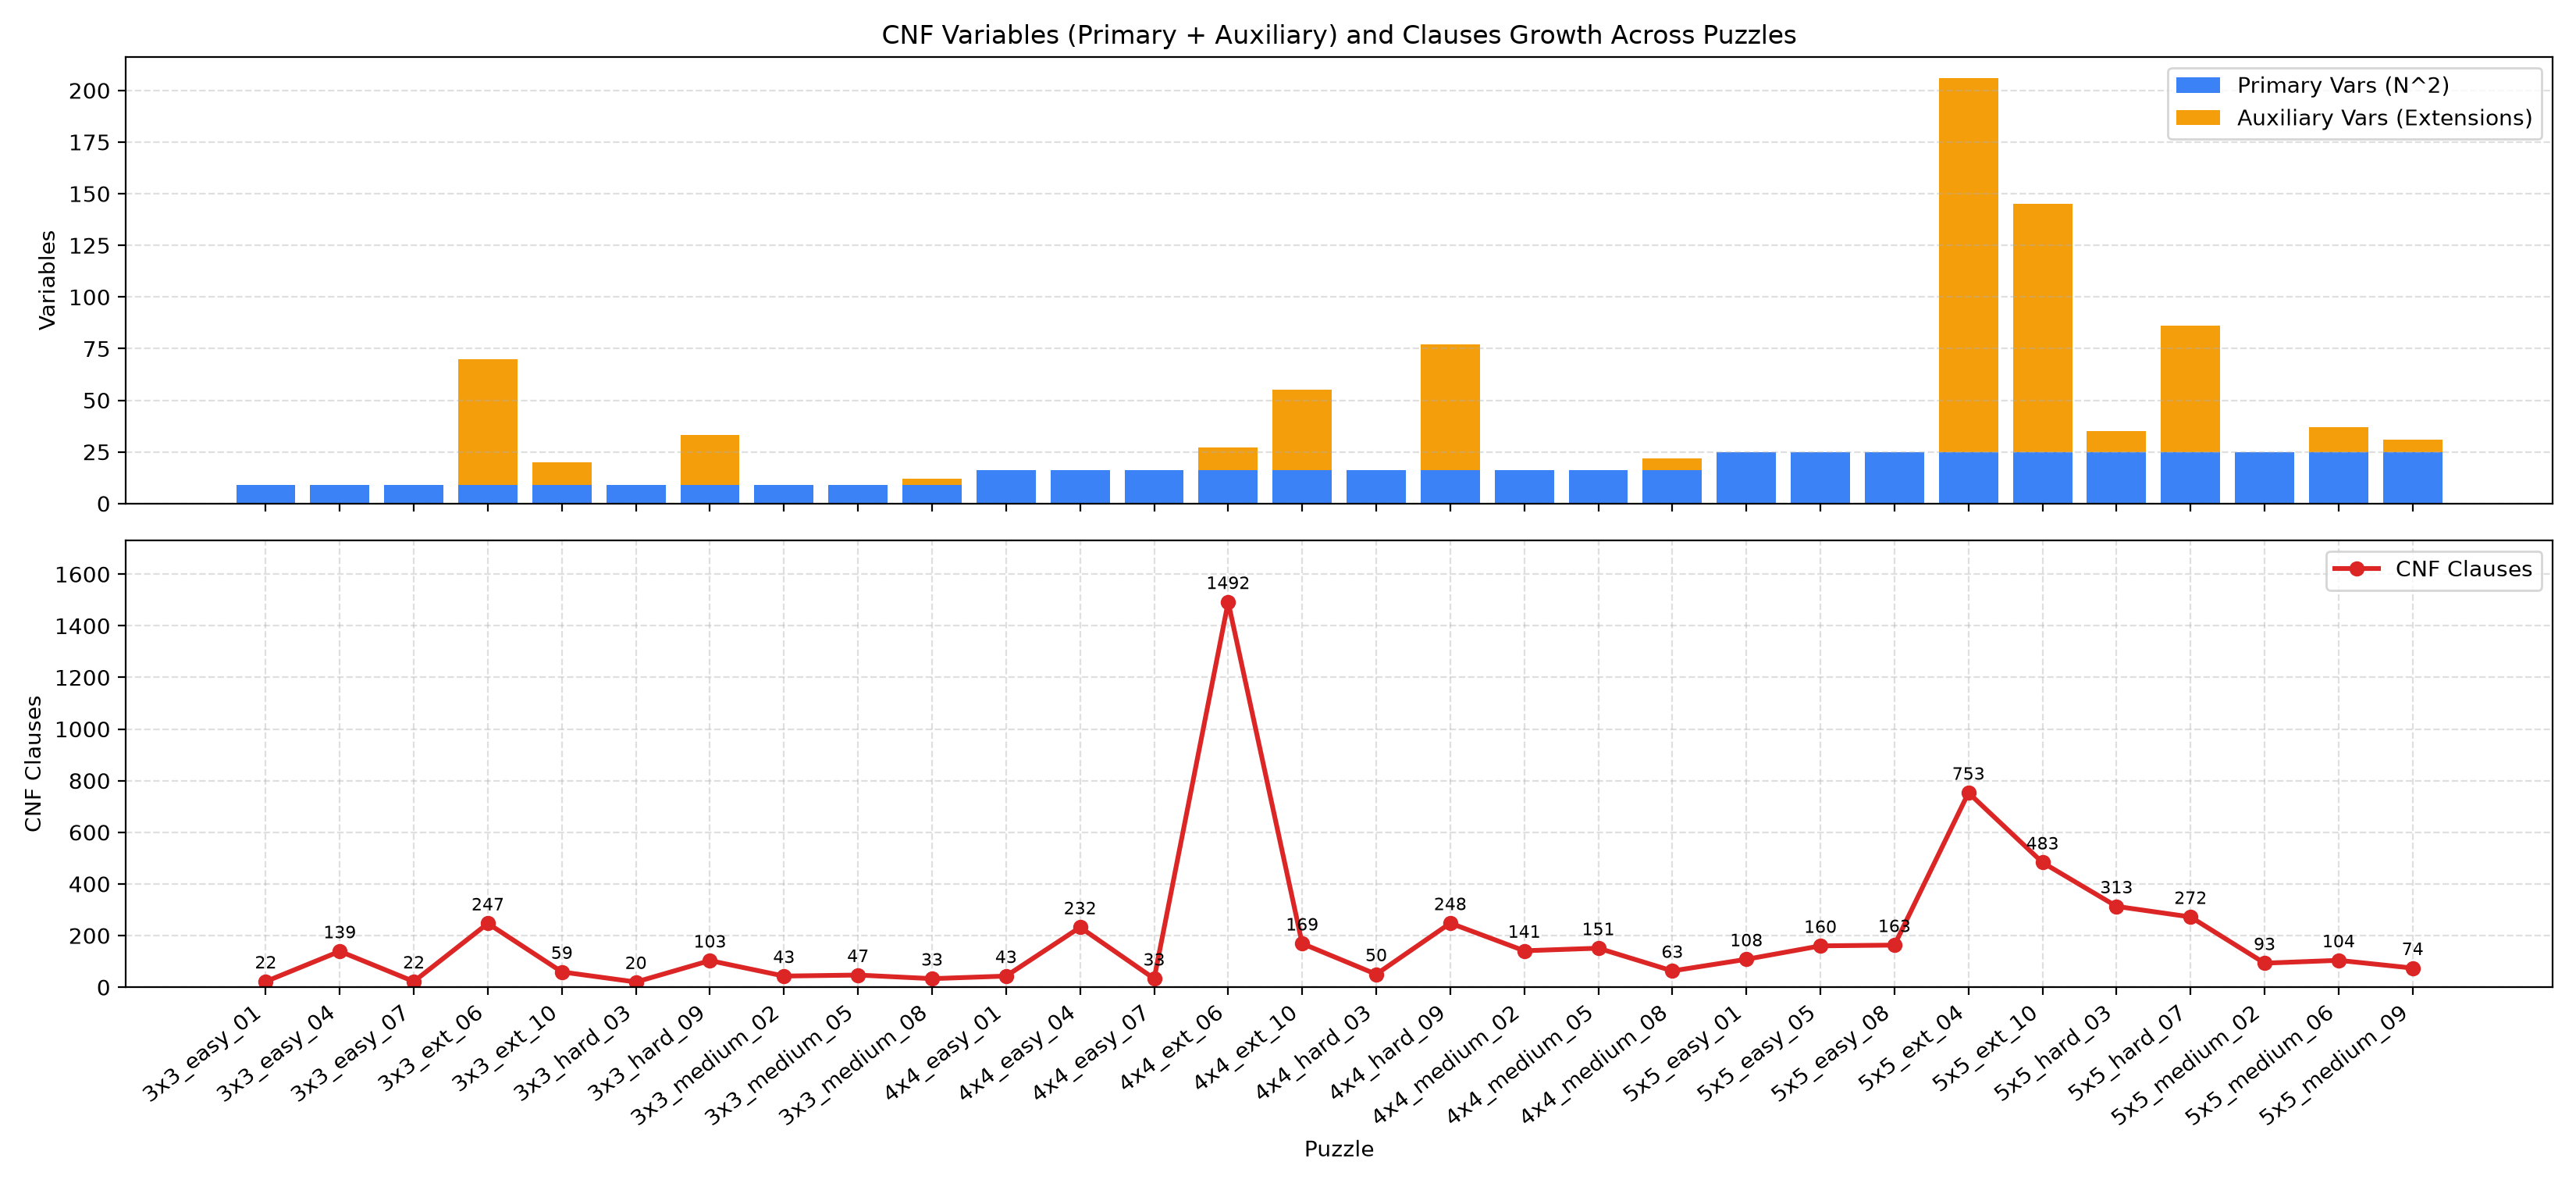 CNF Variables (Primary + Auxiliary) and Clauses Growth Across Puzzles
Variables
200
175
150
125
100
75
50
25
0
Primary Vars (N^2)
Auxiliary Vars (Extensions)
CNF Clauses
1600
1400
1200
1000
800
600
400
200
0
CNF Clauses
22
139
22
247
59
20
103
43
47
33
43
232
33
1492
169
50
248
141
151
63
108
160
163
753
483
313
272
93
104
74
3x3_easy_01
3x3_easy_04
3x3_easy_07
3x3_ext_06
3x3_ext_10
3x3_hard_03
3x3_hard_09
3x3_medium_02
3x3_medium_05
3x3_medium_08
4x4_easy_01
4x4_easy_04
4x4_easy_07
4x4_ext_06
4x4_ext_10
4x4_hard_03
4x4_hard_09
4x4_medium_02
4x4_medium_05
4x4_medium_08
5x5_easy_01
5x5_easy_05
5x5_easy_08
5x5_ext_04
5x5_ext_10
5x5_hard_03
5x5_hard_07
5x5_medium_02
5x5_medium_06
5x5_medium_09
Puzzle